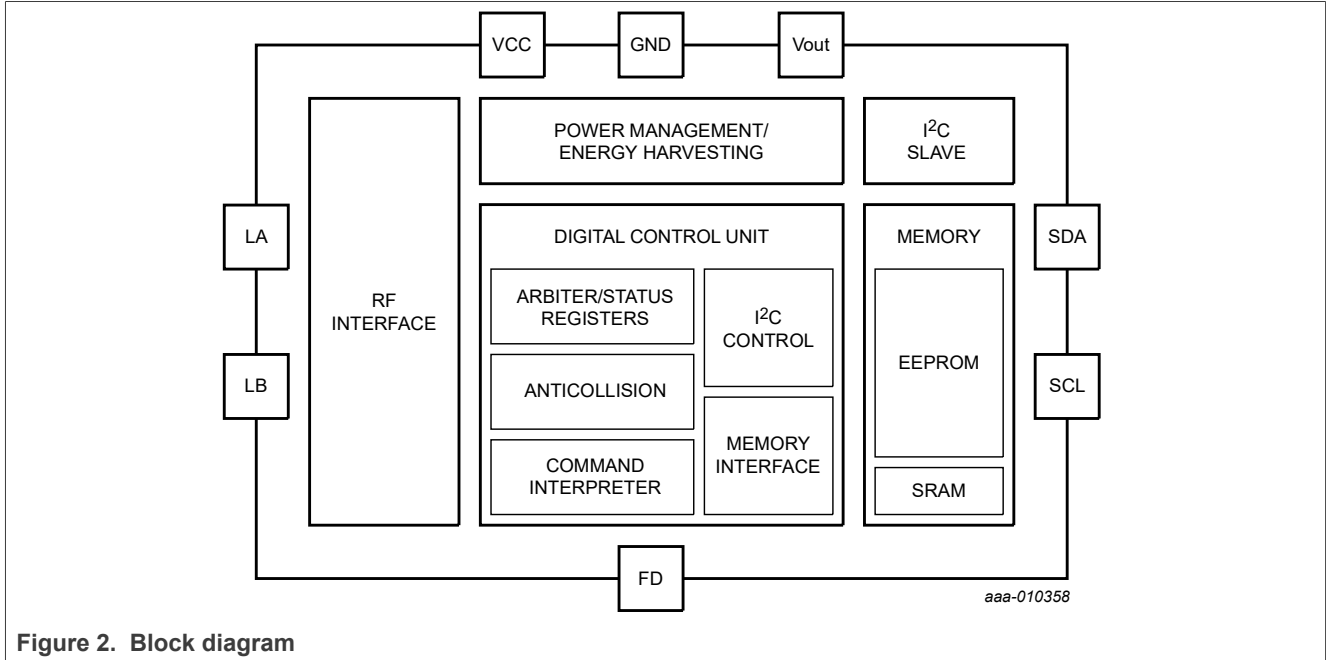 VCC
GND
Vout
POWER MANAGEMENT/
ENERGY HARVESTING
I²C
SLAVE
LA
LB
RF
INTERFACE
DIGITAL CONTROL UNIT
ARBITER/STATUS
REGISTERS
ANTICOLLISION
COMMAND
INTERPRETER
I²C
CONTROL
MEMORY
INTERFACE
MEMORY
EEPROM
SRAM
SDA
SCL
FD
aaa-010358
Figure 2. Block diagram